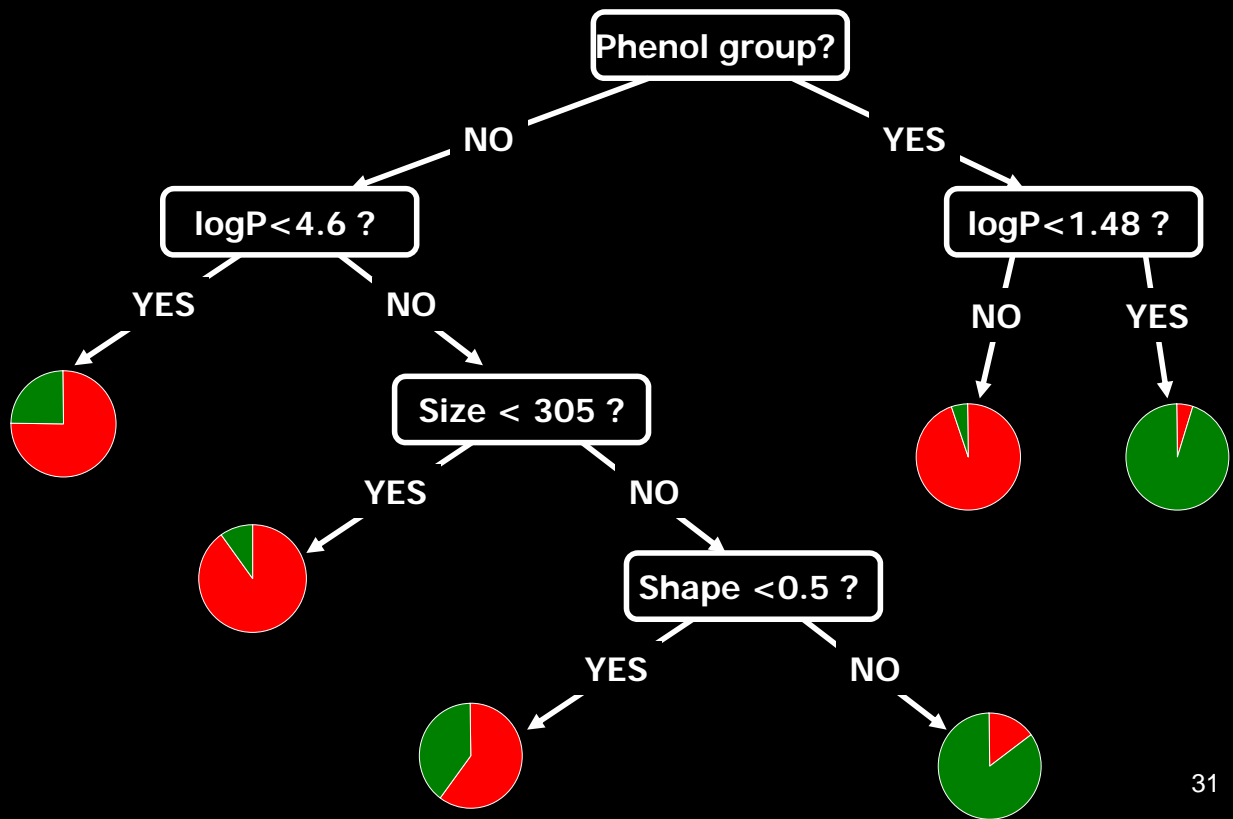 Phenol group?
NO
YES
logP<4.6 ?
logP<1.48 ?
YES
NO
NO
YES
Size < 305 ?
YES
NO
Shape <0.5 ?
YES
NO
31